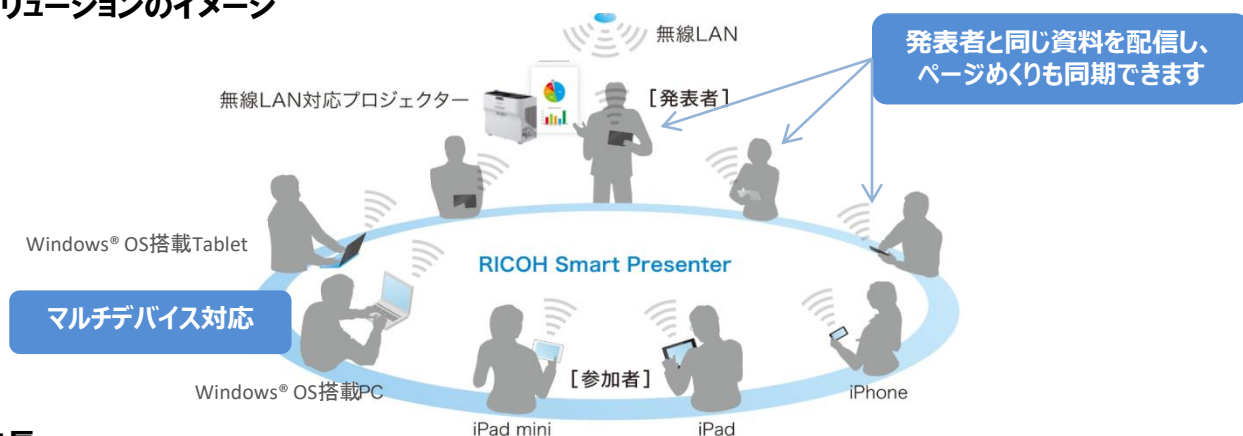 リューションのイメージ
無線LAN
発表者と同じ資料を配信し、
ページめくりも同期できます
無線LAN対応プロジェクター
[発表者]
Windows® OS搭載Tablet
RICOH Smart Presenter
マルチデバイス対応
[参加者]
Windows® OS搭載PC
iPhone
iPad mini
iPad